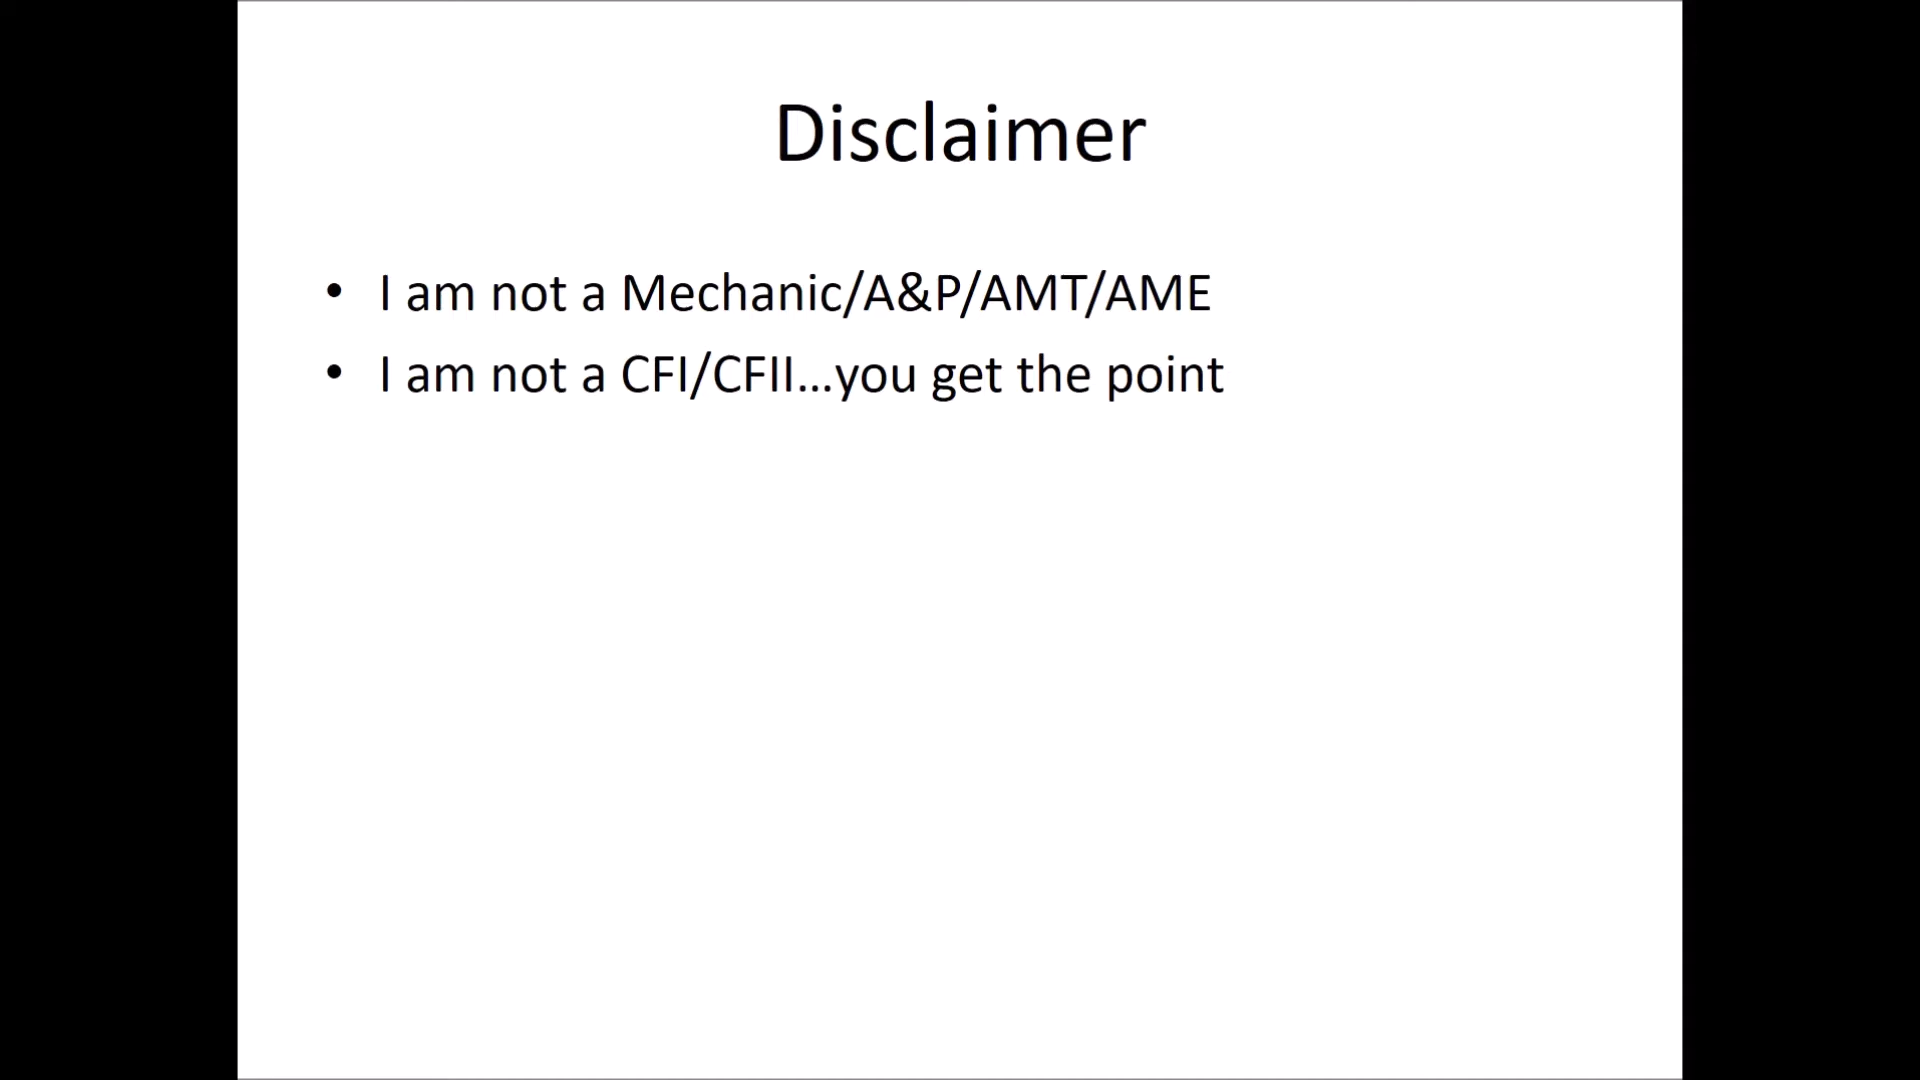 Disclaimer
• I am not a Mechanic/A&P/AMT/AME
• I am not a CFI/CFII...you get the point